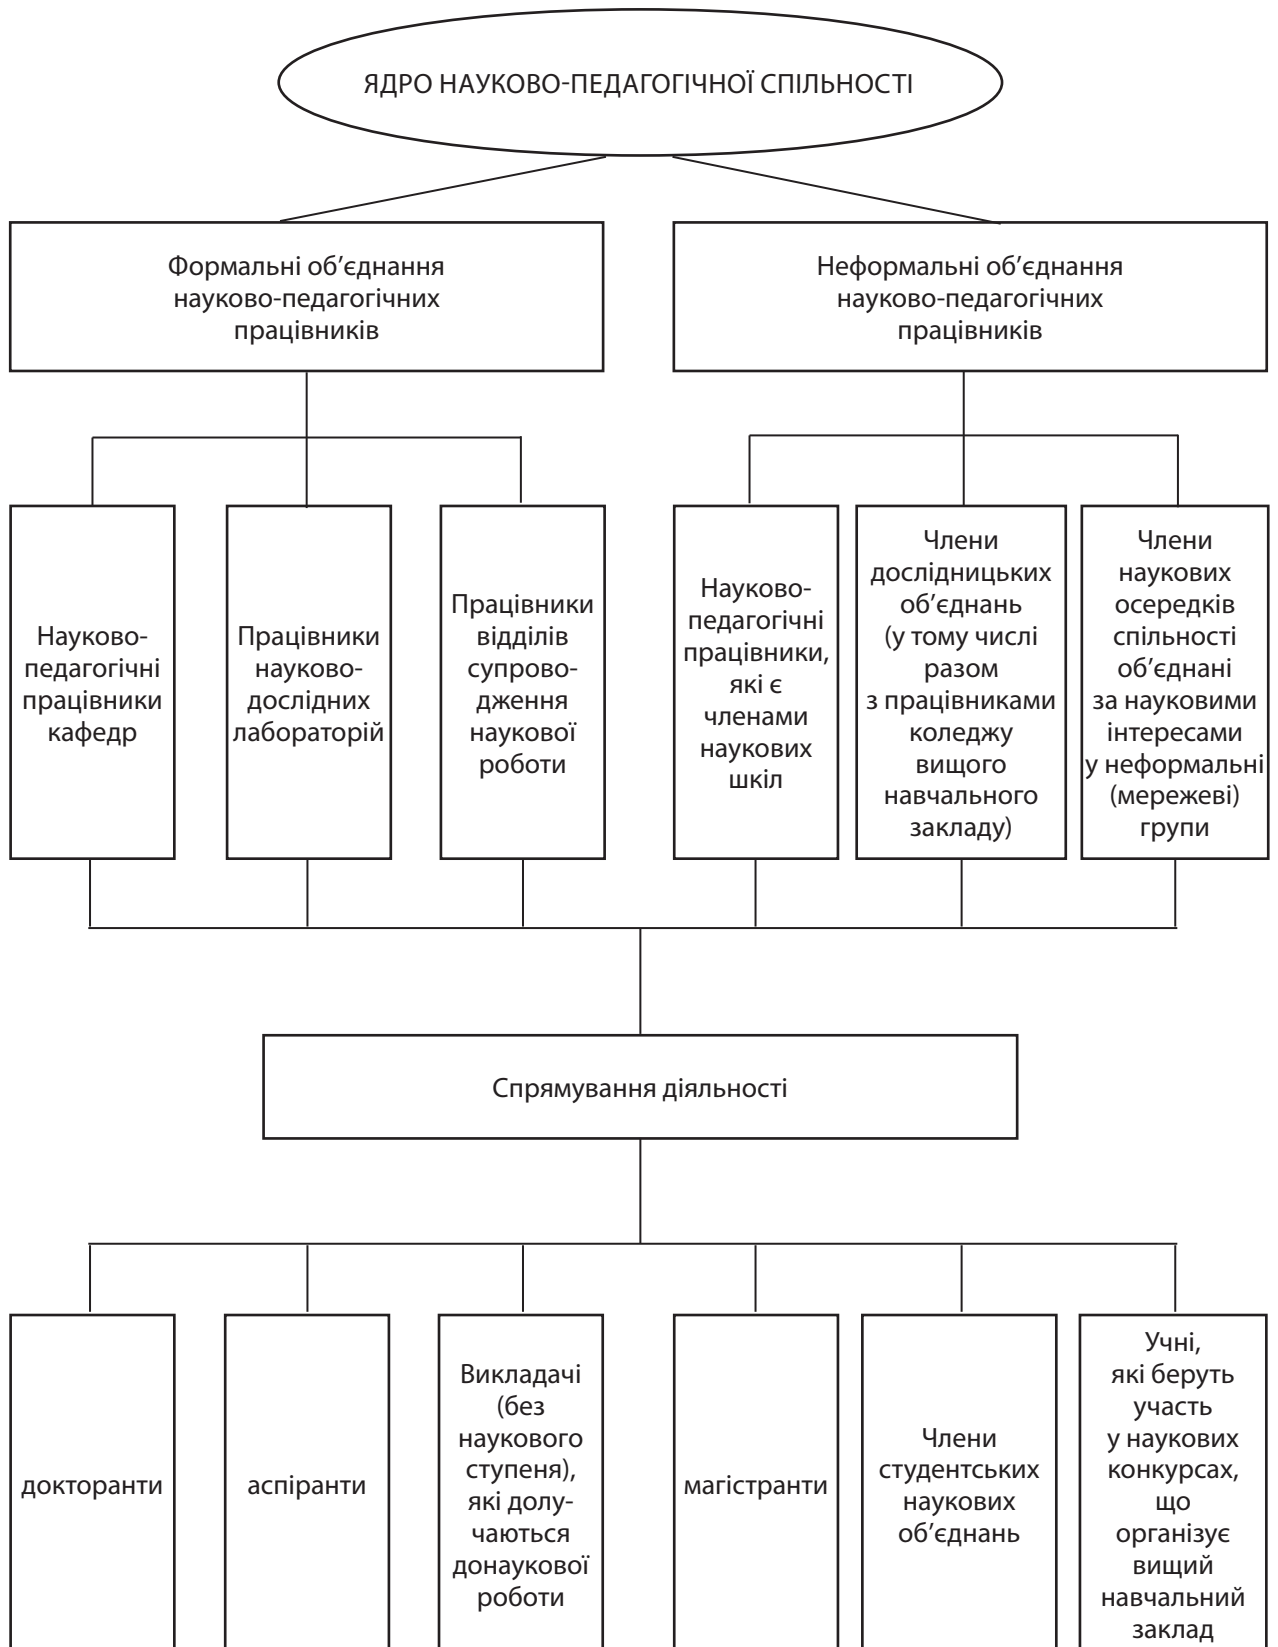 ЯДРО НАУКОВО-ПЕДАГОГІЧНОЇ СПІЛЬНОСТІ
Формальні об’єднання
науково-педагогічних
працівників
Неформальні об’єднання
науково-педагогічних
працівників
Науково-
педагогічні
працівники
кафедр
Працівники
науково-
дослідних
лабораторій
Працівники
відділів
супрово-
дження
наукової
роботи
Науково-
педагогічні
працівники,
які є
членами
наукових
шкіл
Члени
дослідницьких
об’єднань
(у тому числі
разом
з працівниками
коледжу
вищого
навчального
закладу)
Члени
наукових
осередків
спільності
об’єднані
за науковими
інтересами
у неформальні
(мережеві)
групи
Спрямування діяльності
докторанти
аспіранти
Викладачі
(без
наукового
ступеня),
які долу-
чаються
донаукової
роботи
магістранти
Члени
студентських
наукових
об’єднань
Учні,
які беруть
участь
у наукових
конкурсах,
що
організує
вищий
навчальний
заклад